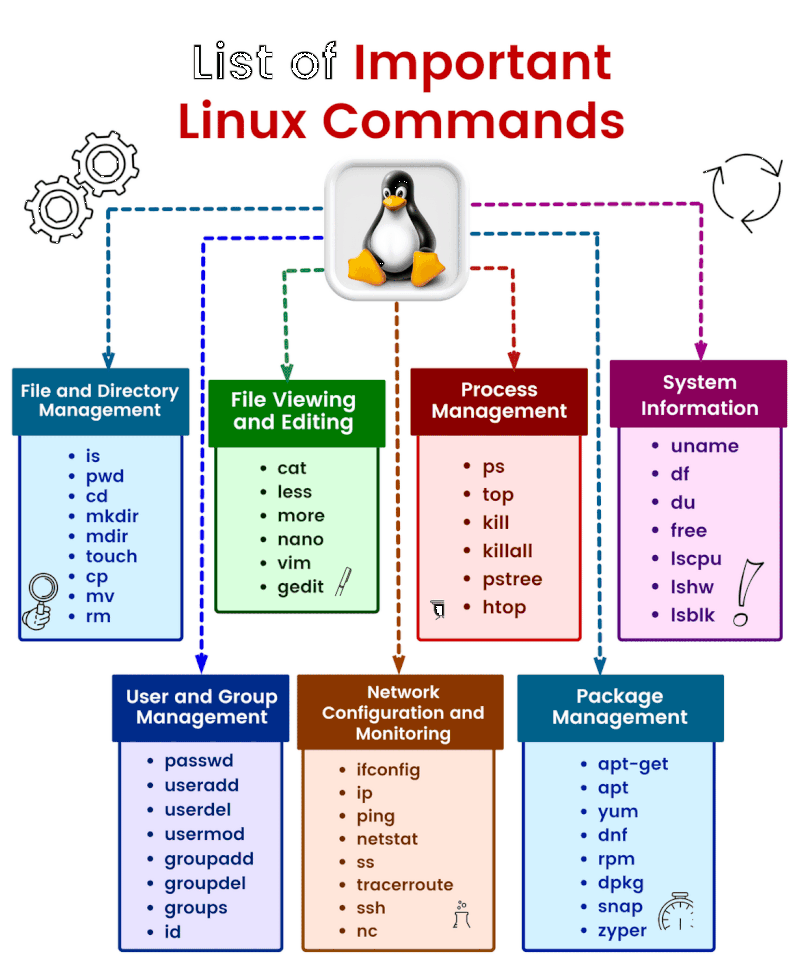 List of Important
Linux Commands
File and Directory
Management
is
pwd
cd
mkdir
mdir
touch
cp
mv
rm
File Viewing
and Editing
cat
less
more
nano
vim
gedit
Process
Management
ps
top
kill
killall
pstree
htop
System
Information
uname
df
du
free
lscpu
lshw
lsblk
User and Group
Management
passwd
useradd
userdel
usermod
groupadd
groupdel
groups
id
Network
Configuration and
Monitoring
ifconfig
ip
ping
netstat
ss
tracerroute
ssh
nc
Package
Management
apt-get
apt
yum
dnf
rpm
dpkg
snap
zyper